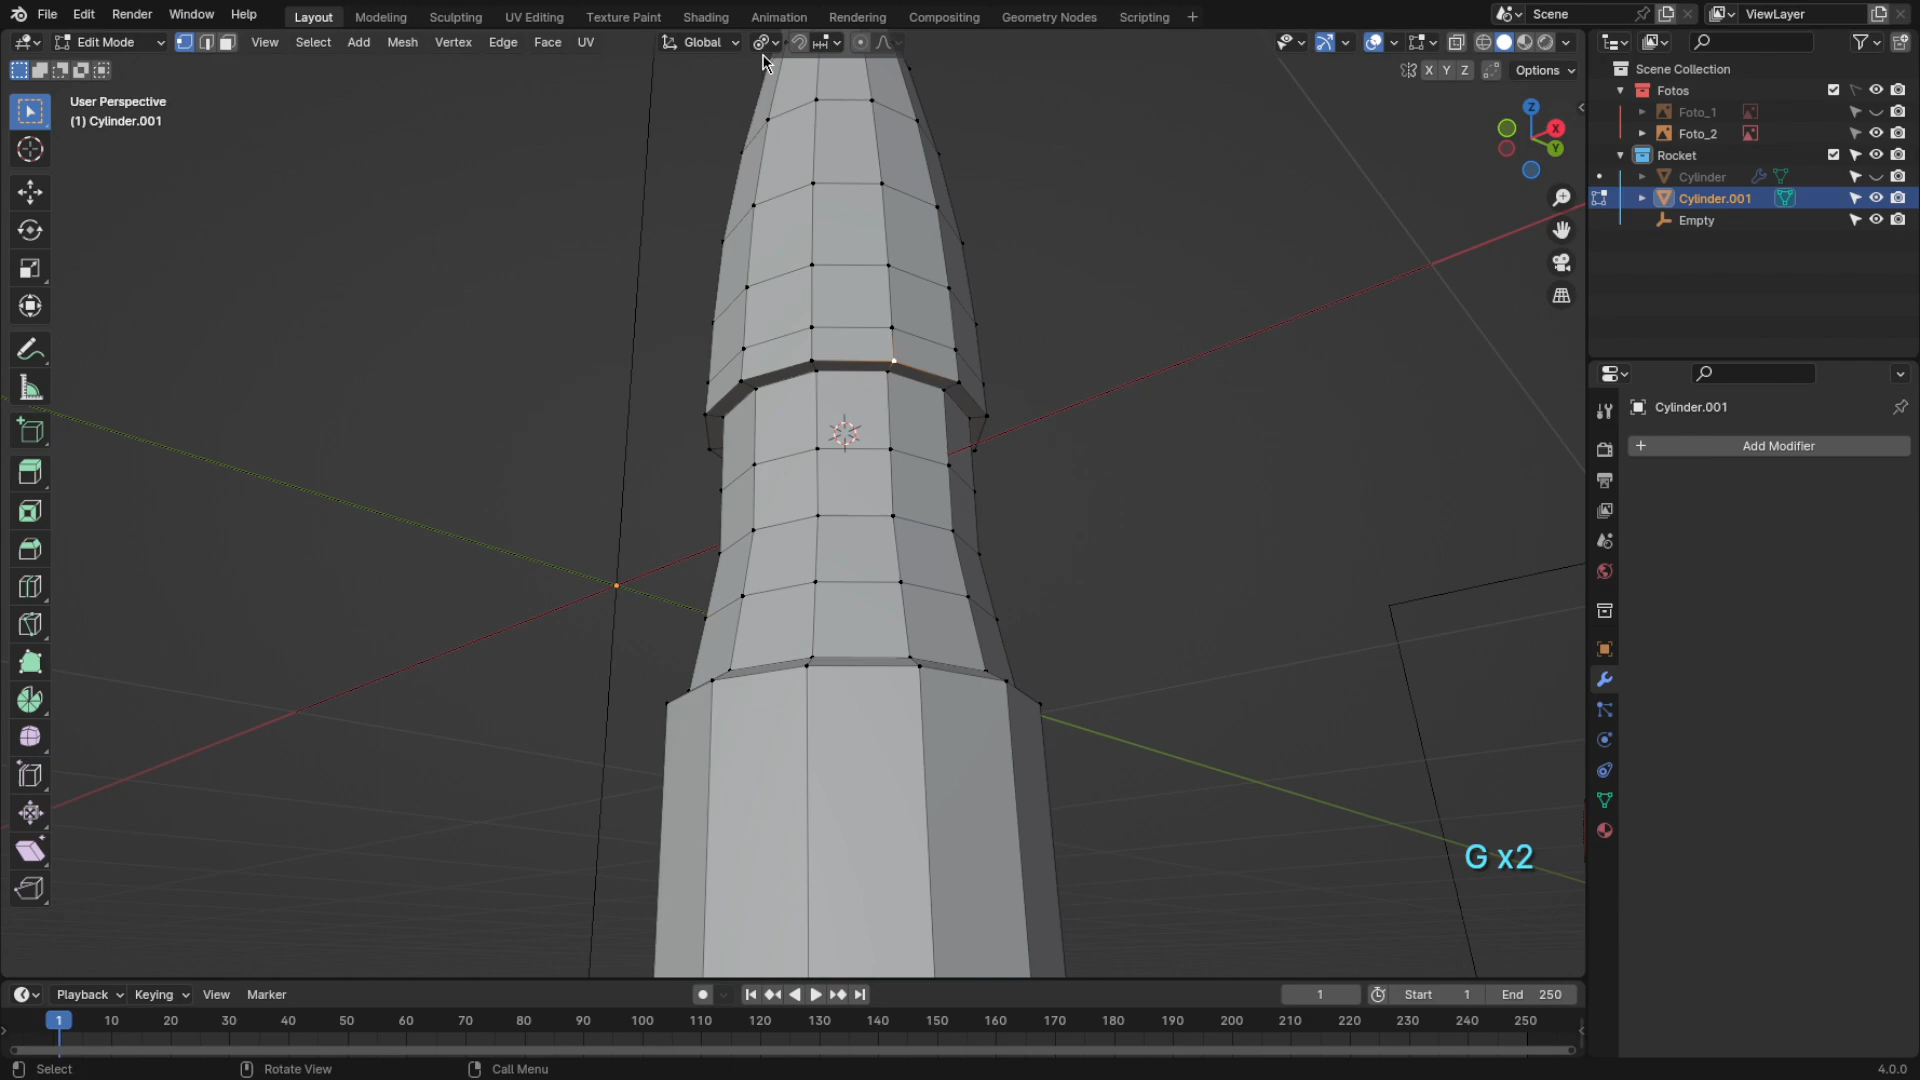 File Edit Render Window Help Layout Modeling Sculpting UV Editing Texture Paint Shading Animation Rendering Compositing Geometry Nodes Scripting + Scene ViewLayer
Edit Mode View Select Add Mesh Vertex Edge Face UV Global
X Y Z Options
User Perspective
(1) Cylinder.001
Z
X
Y
Scene Collection
Fotos
Foto_1
Foto_2
Rocket
Cylinder
Cylinder.001
Empty
Cylinder.001
+ Add Modifier
G x2
Playback Keying View Marker 1 Start 1 End 250
1 10 20 30 40 50 60 70 80 90 100 110 120 130 140 150 160 170 180 190 200 210 220 230 240 250
Select Rotate View Call Menu 4.0.0